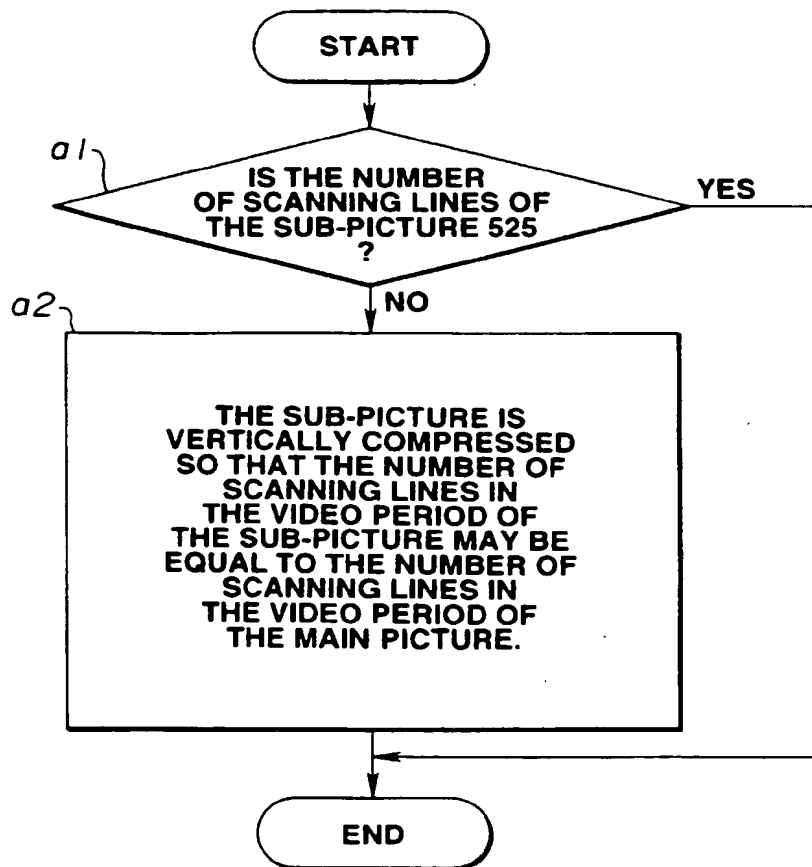 START
a1
IS THE NUMBER
OF SCANNING LINES OF
THE SUB-PICTURE 525
?
YES
NO
a2
THE SUB-PICTURE IS
VERTICALLY COMPRESSED
SO THAT THE NUMBER OF
SCANNING LINES IN
THE VIDEO PERIOD OF
THE SUB-PICTURE MAY BE
EQUAL TO THE NUMBER OF
SCANNING LINES IN
THE VIDEO PERIOD OF
THE MAIN PICTURE.
END